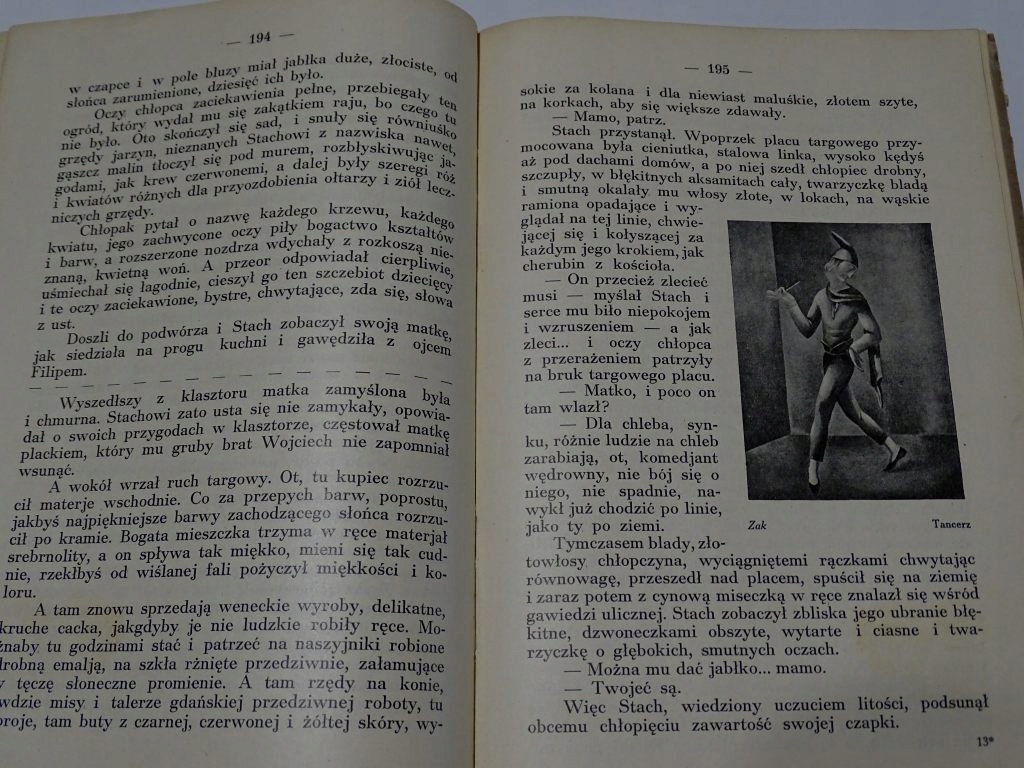 — 194 —
w czapce i w pole bluzy miał jabłka duże, złociste, od
słońca zarumienione, dziesięć ich było.
Oczy chłopca zaciekawienia pełne, przebiegały ten
ogród, który wydał mu się zakątkiem raju, bo czego tu
nie było. Oto skończył się sad, i snuły się równiuśko
grzędy jarzyn, nieznanych Stachowi z nazwiska nawet,
gąszcz malin tłoczył się pod murem, rozbłyskiwując ja-
godami, jak krew czerwonemi, a dalej były szeregi róż
i kwiatów różnych dla przyozdobienia ołtarzy i ziół lecz-
niczych grzędy.
Chłopak pytał o nazwę każdego krzewu, każdego
kwiatu, jego zachwycone oczy piły bogactwo kształtów
i barw, a rozszerzone nozdrza wdychały z rozkoszą nie-
znaną, kwietną woń. A przeor odpowiadał cierpliwie,
uśmiechał się łagodnie, cieszył go ten szczebiot dziecięcy
i te oczy zaciekawione, bystre, chwytające, zda się, słowa
z ust.
Doszli do podwórza i Stach zobaczył swoją matkę,
jak siedziała na progu kuchni i gawędziła z ojcem
Filipem.
Wyszedłszy z klasztoru matka zamyślona była
i chmurna. Stachowi zato usta się nie zamykały, opowia-
dał o swoich przygodach w klasztorze, częstował matkę
plackiem, który mu gruby brat Wojciech nie zapomniał
wsunąć.
A wokół wrzał ruch targowy. Ot, tu kupiec rozrzu-
cił materje wschodnie. Co za przepych barw, poprostu,
jakbyś najpiękniejsze barwy zachodzącego słońca rozrzu-
cił po kramie. Bogata mieszczka trzyma w ręce materjał
srebrnolity, a on spływa tak miękko, mieni się tak cud-
nie, rzekłbyś od wiślanej fali pożyczył miękkości i ko-
loru.
A tam znowu sprzedają weneckie wyroby, delikatne,
kruche cacka, jakgdyby je nie ludzkie robiły ręce. Mo-
żnaby tu godzinami stać i patrzeć na naszyjniki robione
drobną emalją, na szkła rżnięte przedziwnie, załamujące
w tęczę słoneczne promienie. A tam rzędy na konie,
wdzie misy i talerze gdańskiej przedziwnej roboty, tu
roje, tam buty z czarnej, czerwonej i żółtej skóry, wy-
— 195 —
sokie za kolana i dla niewiast maluśkie, złotem szyte,
na korkach, aby się większe zdawały.
— Mamo, patrz.
Stach przystanął. Wpoprzek placu targowego przy-
mocowana była cieniutka, stalowa linka, wysoko kędyś
aż pod dachami domów, a po niej szedł chłopiec drobny,
szczupły, w błękitnych aksamitach cały, twarzyczkę bladą
i smutną okalały mu włosy złote, w lokach, na wąskie
ramiona opadające i wy-
glądał na tej linie, chwie-
jącej się i kołyszącej za
każdym jego krokiem, jak
cherubin z kościoła.
— On przecież zlecieć
musi — myślał Stach i
serce mu biło niepokojem
i wzruszeniem — a jak
zleci... i oczy chłopca
z przerażeniem patrzyły
na bruk targowego placu.
— Matko, i poco on
tam wlazł?
— Dla chleba, syn-
ku, różnie ludzie na chleb
zarabiają, ot, komedjant
wędrowny, nie bój się o
niego, nie spadnie, na-
wykł już chodzić po linie,
jako ty po ziemi.
Zak Tancerz
Tymczasem blady, zło-
towłosy chłopczyna, wyciągniętemi rączkami chwytając
równowagę, przeszedł nad placem, spuścił się na ziemię
i zaraz potem z cynową miseczką w ręce znalazł się wśród
gawiedzi ulicznej. Stach zobaczył zbliska jego ubranie błę-
kitne, dzwoneczkami obszyte, wytarte i ciasne i twa-
rzyczkę o głębokich, smutnych oczach.
— Można mu dać jabłko... mamo.
— Twojeć są.
Więc Stach, wiedziony uczuciem litości, podsunął
obcemu chłopięciu zawartość swojej czapki.
13*